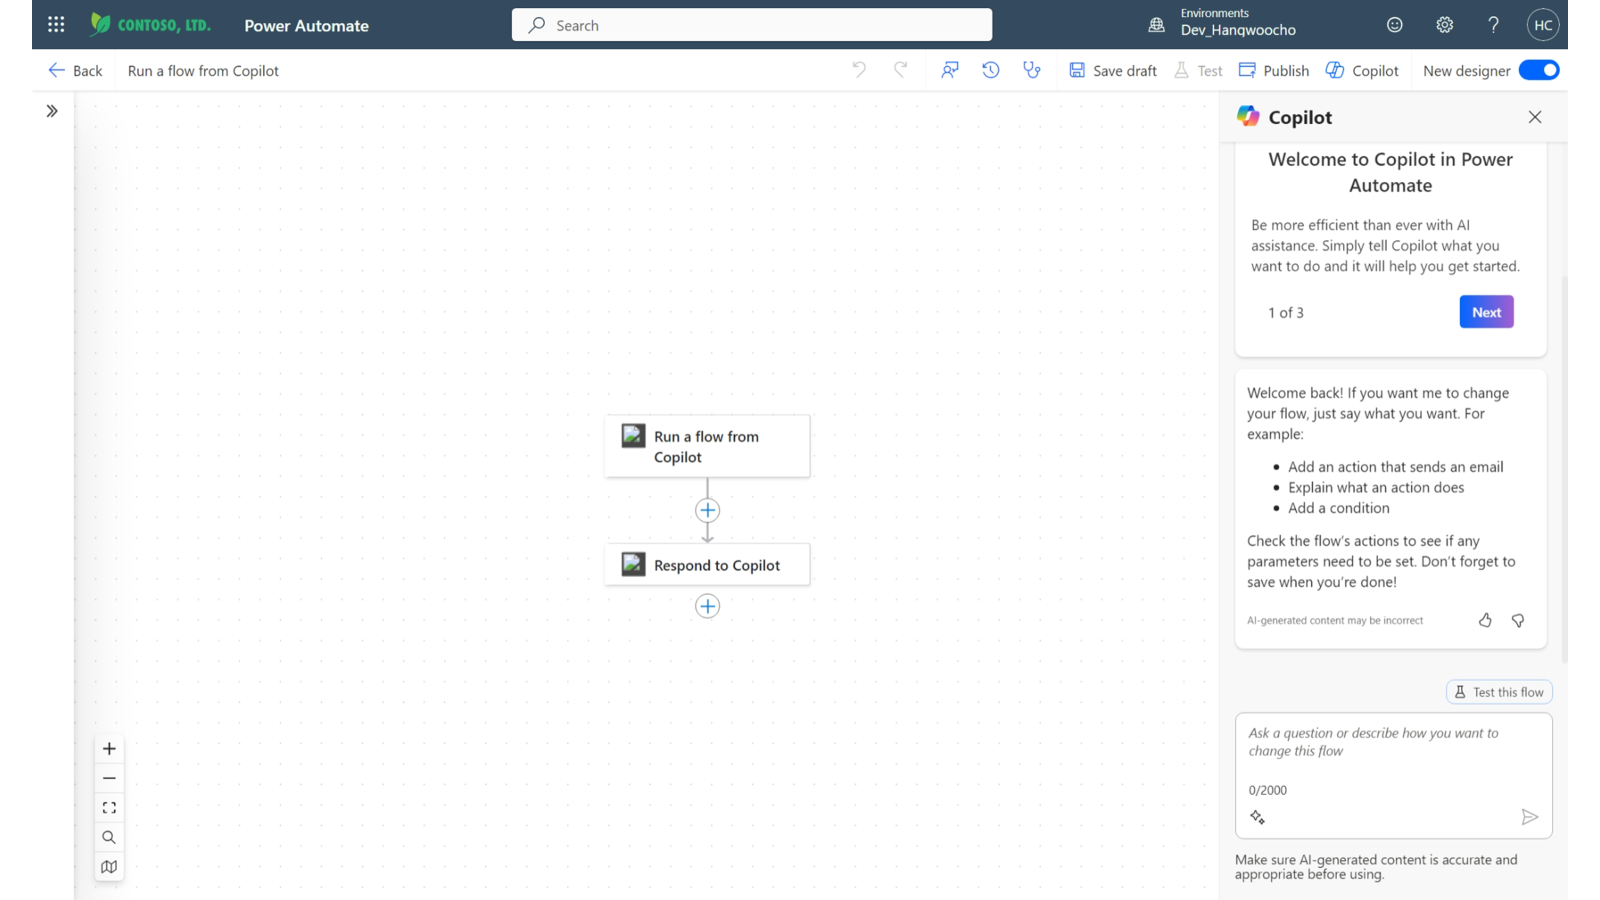 CONTOSO, LTD.
Power Automate
Search
Environments
Dev_Hangwoocho
HC
Back
Run a flow from Copilot
Save draft
Test
Publish
Copilot
New designer
Copilot
Welcome to Copilot in Power
Automate
Be more efficient than ever with AI
assistance. Simply tell Copilot what you
want to do and it will help you get started.
1 of 3
Next
Welcome back! If you want me to change
your flow, just say what you want. For
example:
• Add an action that sends an email
• Explain what an action does
• Add a condition
Check the flow's actions to see if any
parameters need to be set. Don't forget to
save when you're done!
AI-generated content may be incorrect
Run a flow from
Copilot
Respond to Copilot
Test this flow
Ask a question or describe how you want to
change this flow
0/2000
Make sure AI-generated content is accurate and
appropriate before using.